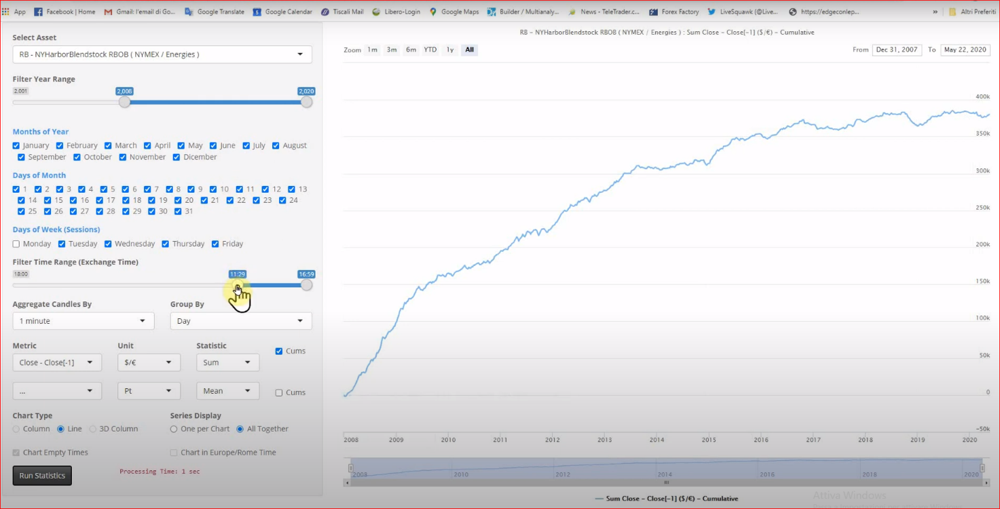 App Facebook | Home Gmail: l'email di Go... Google Translate Google Calendar Tiscali Mail Libero-Login Google Maps Builder / Multianaly... News - TeleTrader.c... Forex Factory LiveSquawk (@Live... https://edgeconlep... » Altri Preferiti
Select Asset
RB - NYHarborBlendstock RBOB ( NYMEX / Energies )
Filter Year Range
2,001 2,008 2,020
Months of Year
January February March April May June July August
September October November Dicember
Days of Month
1 2 3 4 5 6 7 8 9 10 11 12 13
14 15 16 17 18 19 20 21 22 23 24
25 26 27 28 29 30 31
Days of Week (Sessions)
Monday Tuesday Wednesday Thursday Friday
Filter Time Range (Exchange Time)
18:00 11:29 16:59
Aggregate Candles By Group By
1 minute Day
Metric Unit Statistic
Close - Close[-1] $/€ Sum Cums
... Pt Mean Cums
Chart Type Series Display
Column Line 3D Column One per Chart All Together
Chart Empty Times Chart in Europe/Rome Time
Run Statistics Processing Time: 1 sec
RB – NYHarborBlendstock RBOB ( NYMEX / Energies ) : Sum Close – Close[-1] ($/€) – Cumulative
Zoom 1m 3m 6m YTD 1y All From Dec 31, 2007 To May 22, 2020
400k
350k
300k
250k
200k
150k
100k
50k
0
-50k
2008 2009 2010 2011 2012 2013 2014 2015 2016 2017 2018 2019 2020
2008 2010 2012 2014 2016 2018 2020
Sum Close – Close[-1] ($/€) – Cumulative
Attiva Windows